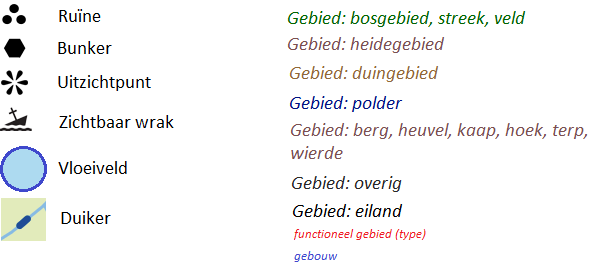 Ruïne
Bunker
Uitzichtpunt
Zichtbaar wrak
Vloeiveld
Duiker
Gebied: bosgebied, streek, veld
Gebied: heidegebied
Gebied: duingebied
Gebied: polder
Gebied: berg, heuvel, kaap, hoek, terp,
wierde
Gebied: overig
Gebied: eiland
functioneel gebied (type)
gebouw